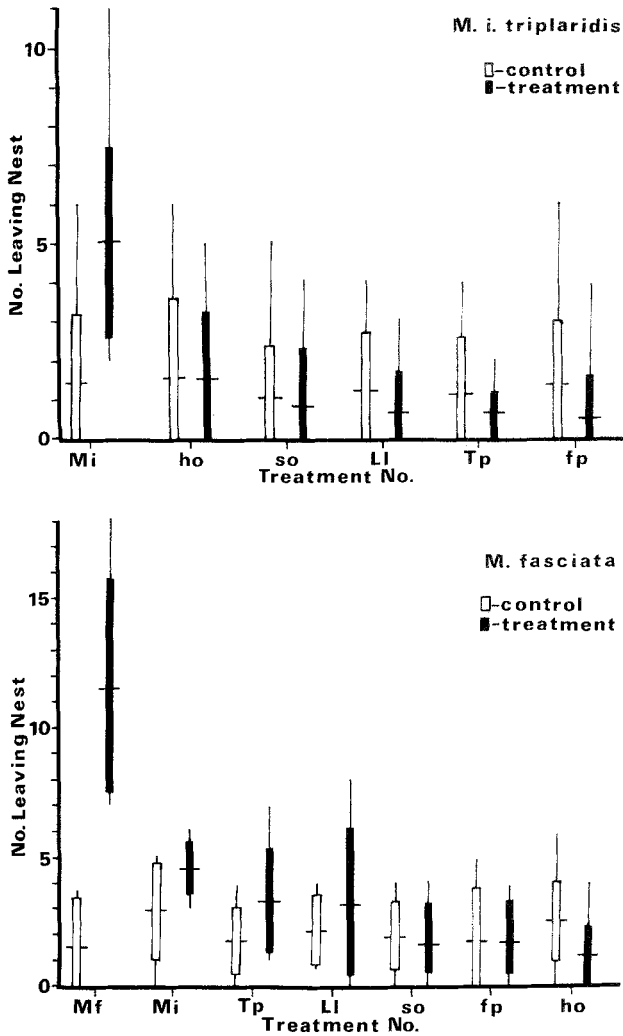 M. i. triplaridis
-control
-treatment
No. Leaving Nest
10
5
0
Mi ho so Ll Tp fp
Treatment No.
M. fasciata
-control
-treatment
No. Leaving Nest
15
10
5
0
Mf Mi Tp Ll so fp ho
Treatment No.